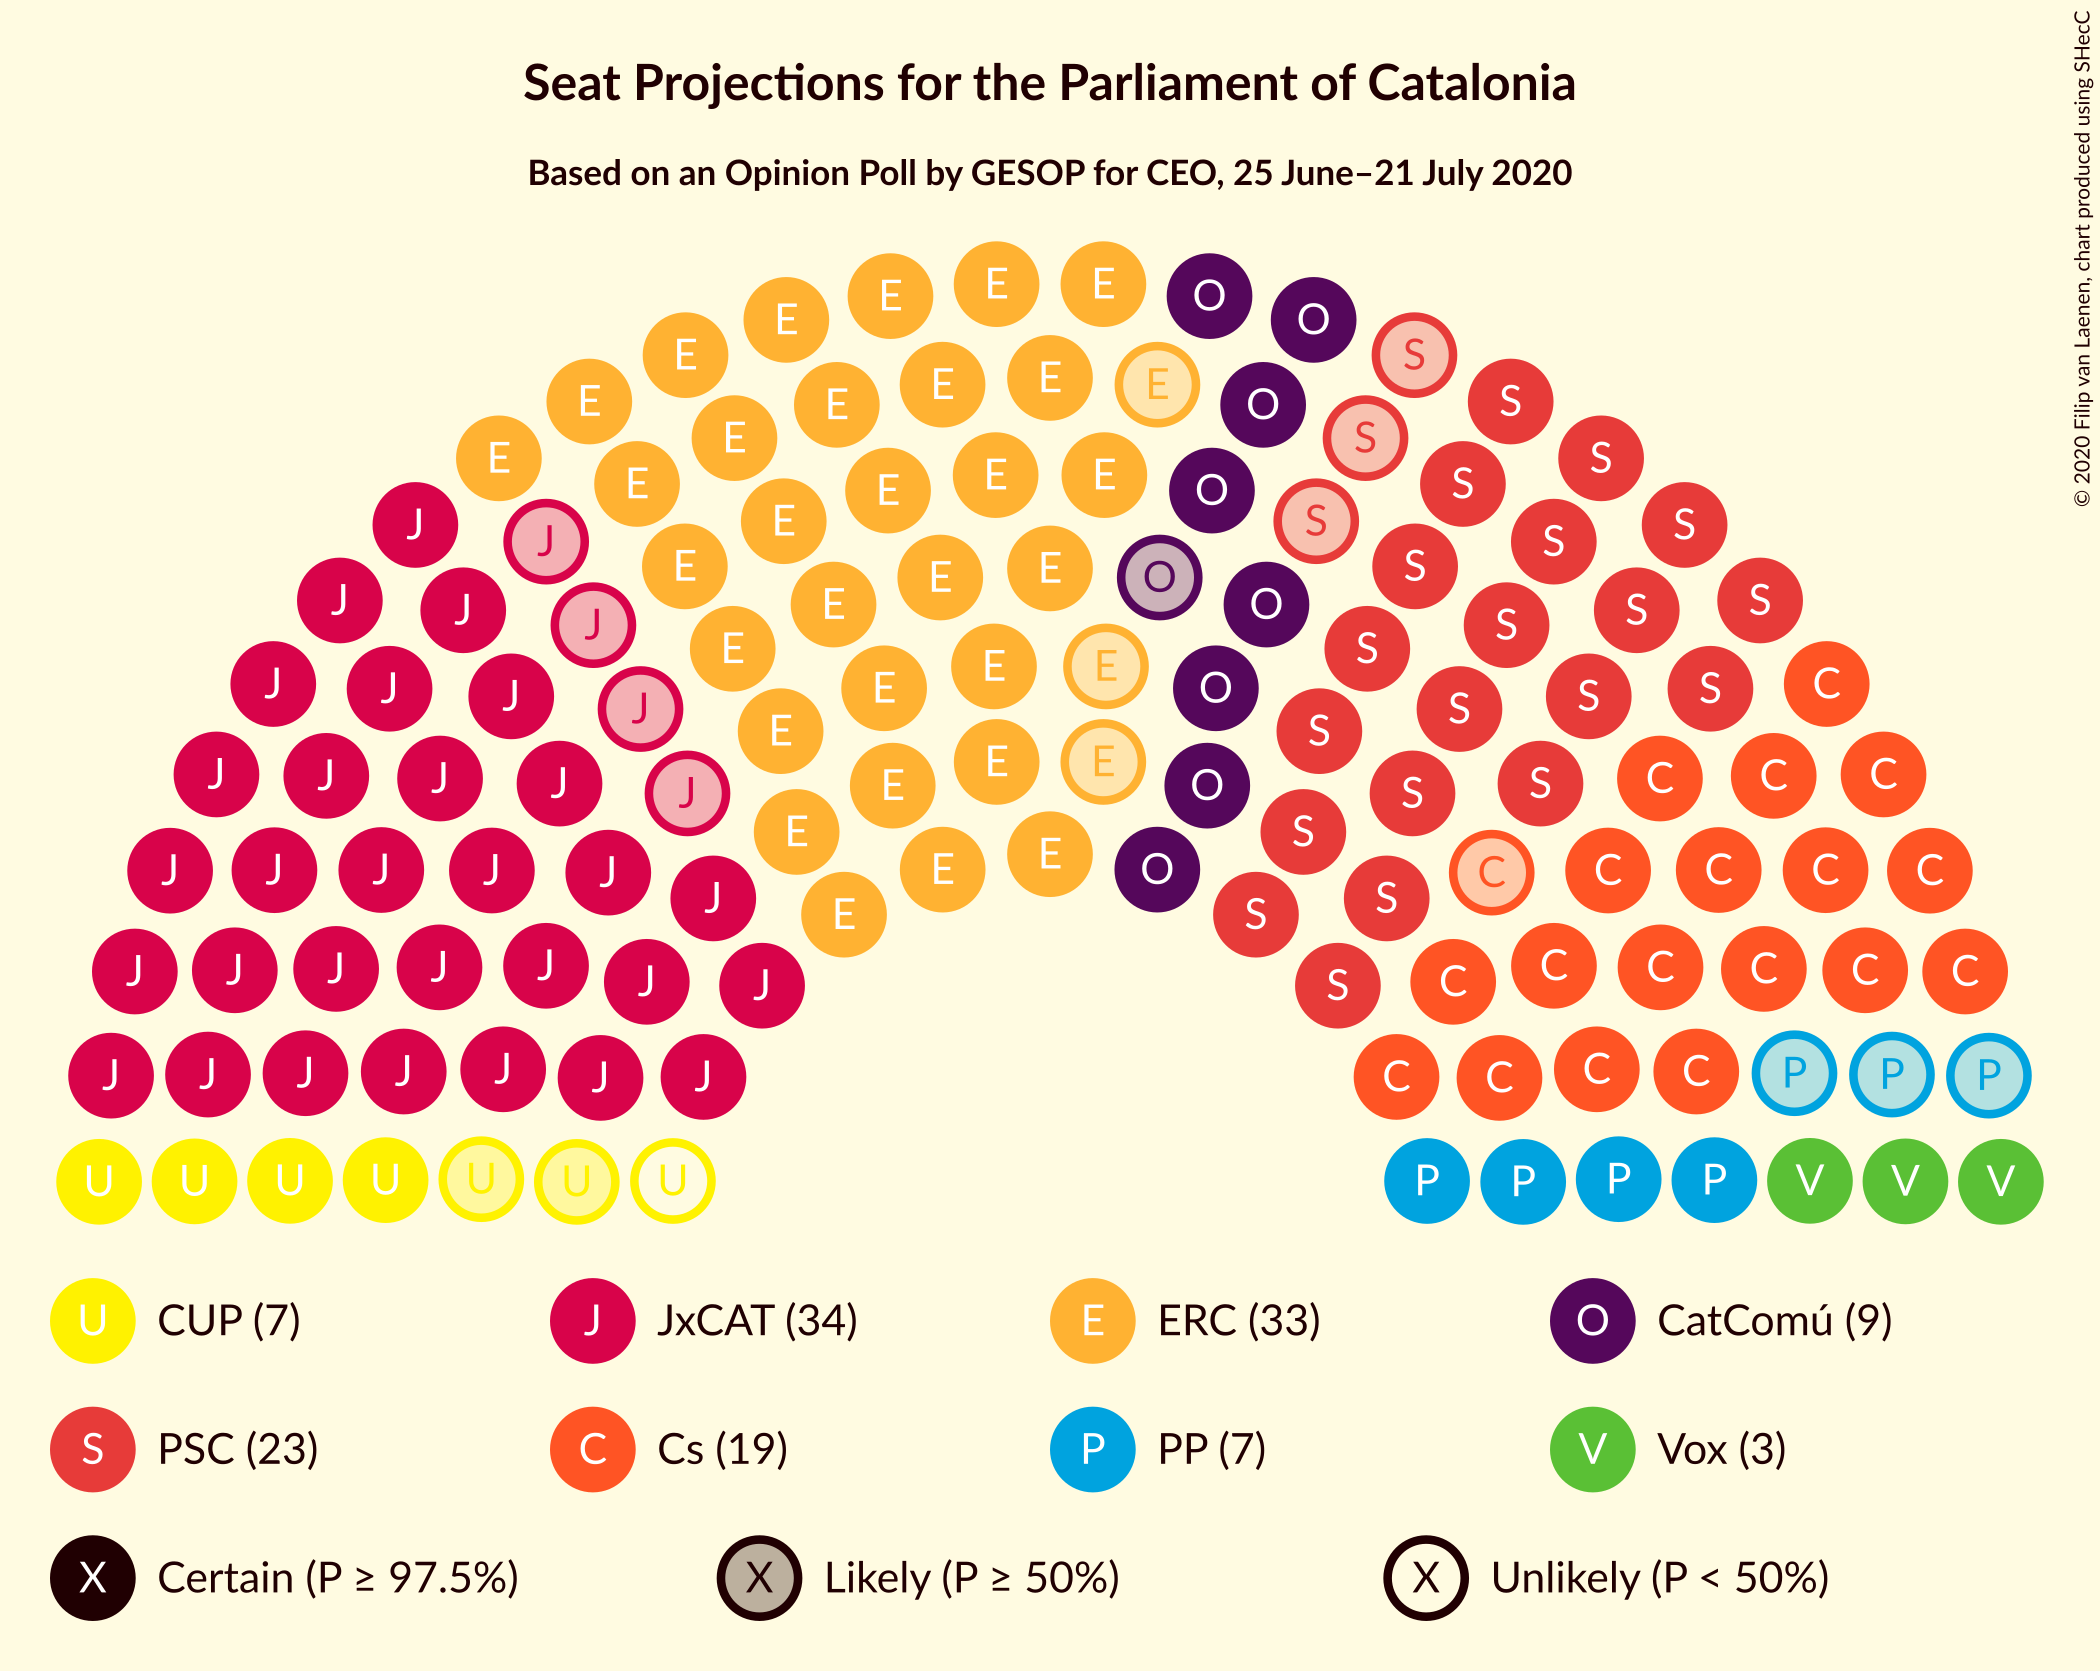 Seat Projections for the Parliament of Catalonia
Based on an Opinion Poll by GESOP for CEO, 25 June–21 July 2020
© 2020 Filip van Laenen, chart produced using SHecC
E E O O
E E S
E E E O S
E S S
E E E E O S
J E E E O S S
J J E E E S S S
J J E E E O O S S S S
J J J E E E E O S S S S
J J J J E E E O S S S S C
J J J J J E E E O S S S C C C
J J J J J J E E E O S S C C C C C
J J J J J J J S C C C C C C
J J J J J J J C C C C P P P
U U U U U U U P P P P V V V
U CUP (7) J JxCAT (34) E ERC (33) O CatComú (9)
S PSC (23) C Cs (19) P PP (7) V Vox (3)
X Certain (P ≥ 97.5%) X Likely (P ≥ 50%) X Unlikely (P < 50%)